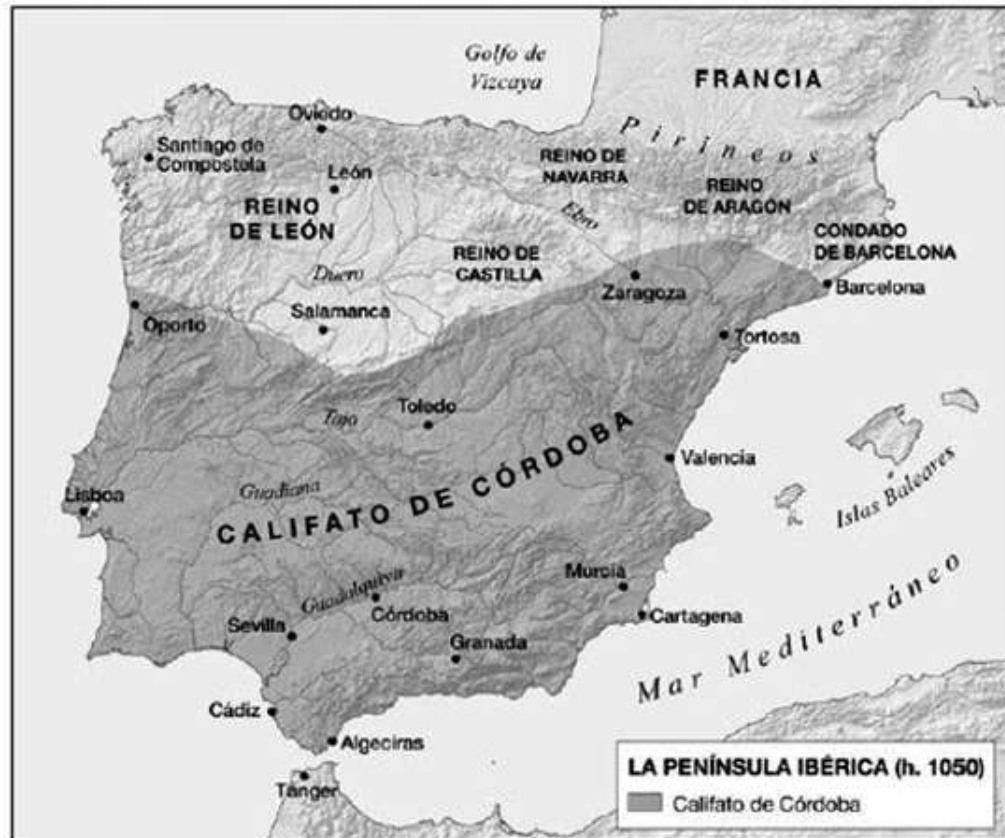 Golfo de
Vizcaya
FRANCIA
Pirineos
Oviedo
Santiago de
Compostela
León
REINO
DE LEÓN
REINO DE
NAVARRA
REINO
DE ARAGÓN
Ebro
CONDADO
DE BARCELONA
REINO DE
CASTILLA
Duero
Zaragoza
Barcelona
Oporto
Salamanca
Tortosa
Tajo
Toledo
Valencia
CALIFATO DE CÓRDOBA
Islas Baleaves
Lisboa
Guadiana
Guadalquivir
Murcia
Córdoba
Cartagena
Sevilla
Granada
Mar Mediterráneo
Cádiz
Algeciras
Tánger
LA PENÍNSULA IBÉRICA (h. 1050)
Califato de Córdoba